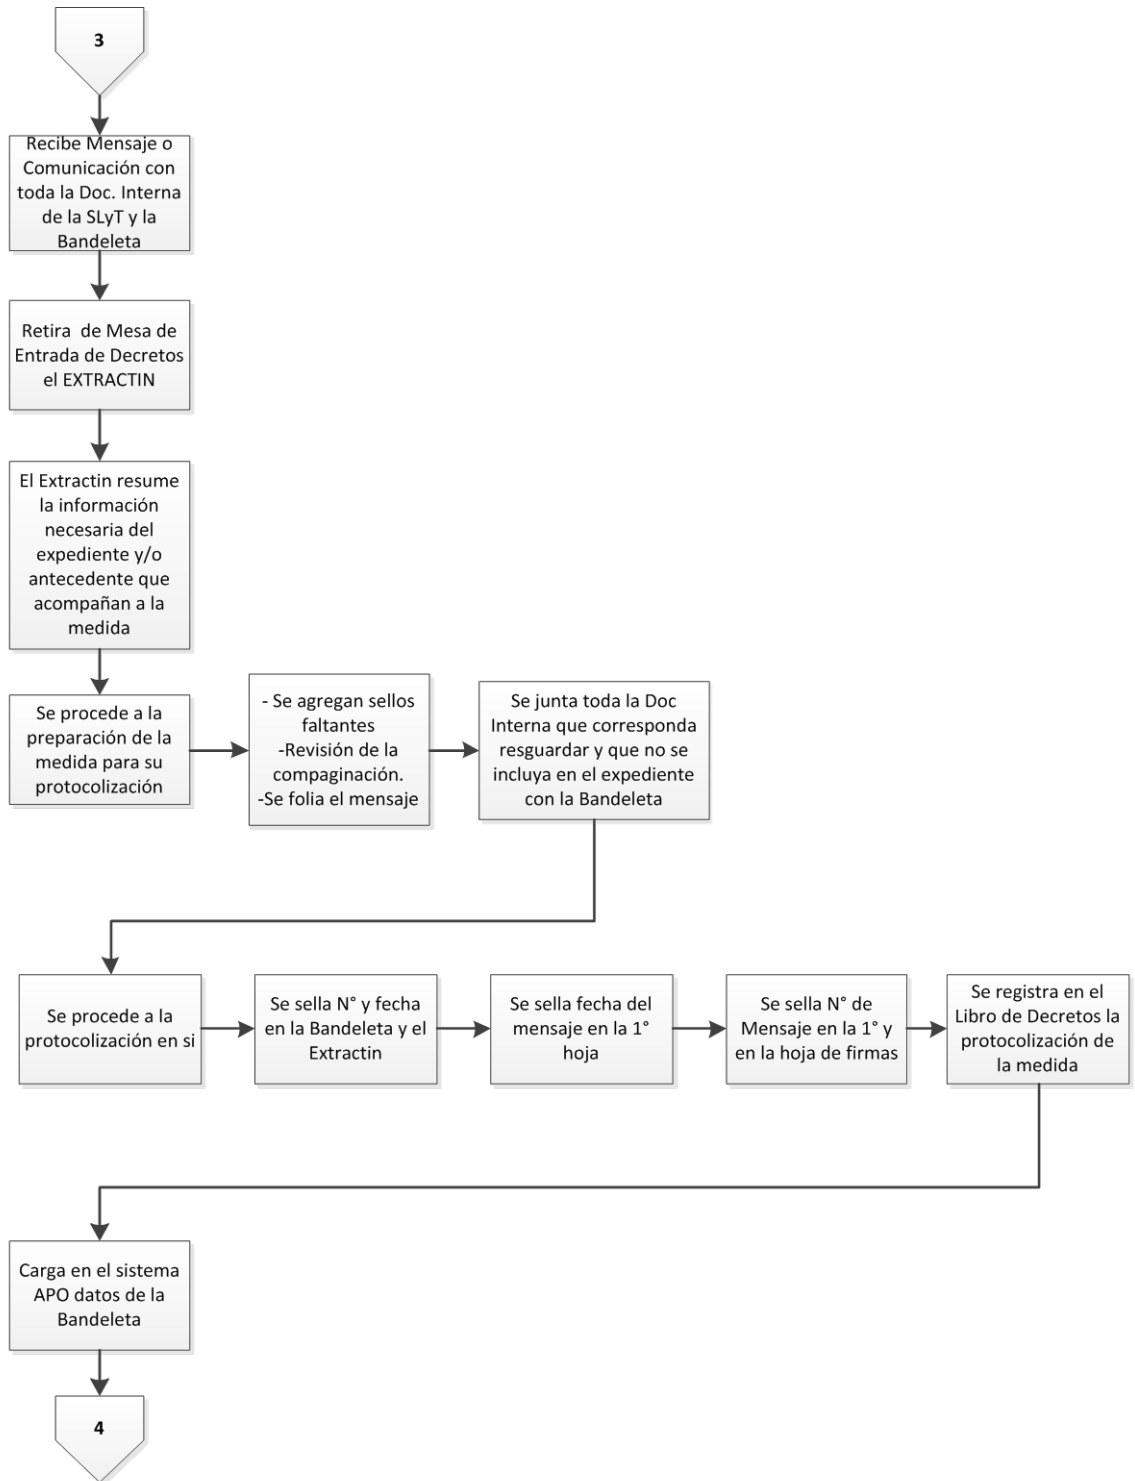 3
Recibe Mensaje o
Comunicación con
toda la Doc. Interna
de la SLyT y la
Bandeleta
Retira  de Mesa de
Entrada de Decretos
el EXTRACTIN
El Extractin resume
la información
necesaria del
expediente y/o
antecedente que
acompañan a la
medida
Se procede a la
preparación de la
medida para su
protocolización
- Se agregan sellos
faltantes
-Revisión de la
compaginación.
-Se folia el mensaje
Se junta toda la Doc
Interna que corresponda
resguardar y que no se
incluya en el expediente
con la Bandeleta
Se procede a la
protocolización en si
Se sella N° y fecha
en la Bandeleta y el
Extractin
Se sella fecha del
mensaje en la 1°
hoja
Se sella N° de
Mensaje en la 1° y
en la hoja de firmas
Se registra en el
Libro de Decretos la
protocolización de
la medida
Carga en el sistema
APO datos de la
Bandeleta
4